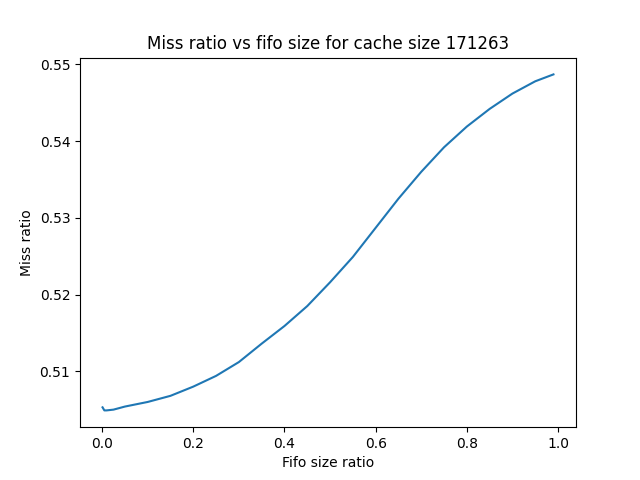 Miss ratio vs fifo size for cache size 171263
0.55
0.54
0.53
0.52
0.51
Miss ratio
0.0 0.2 0.4 0.6 0.8 1.0
Fifo size ratio